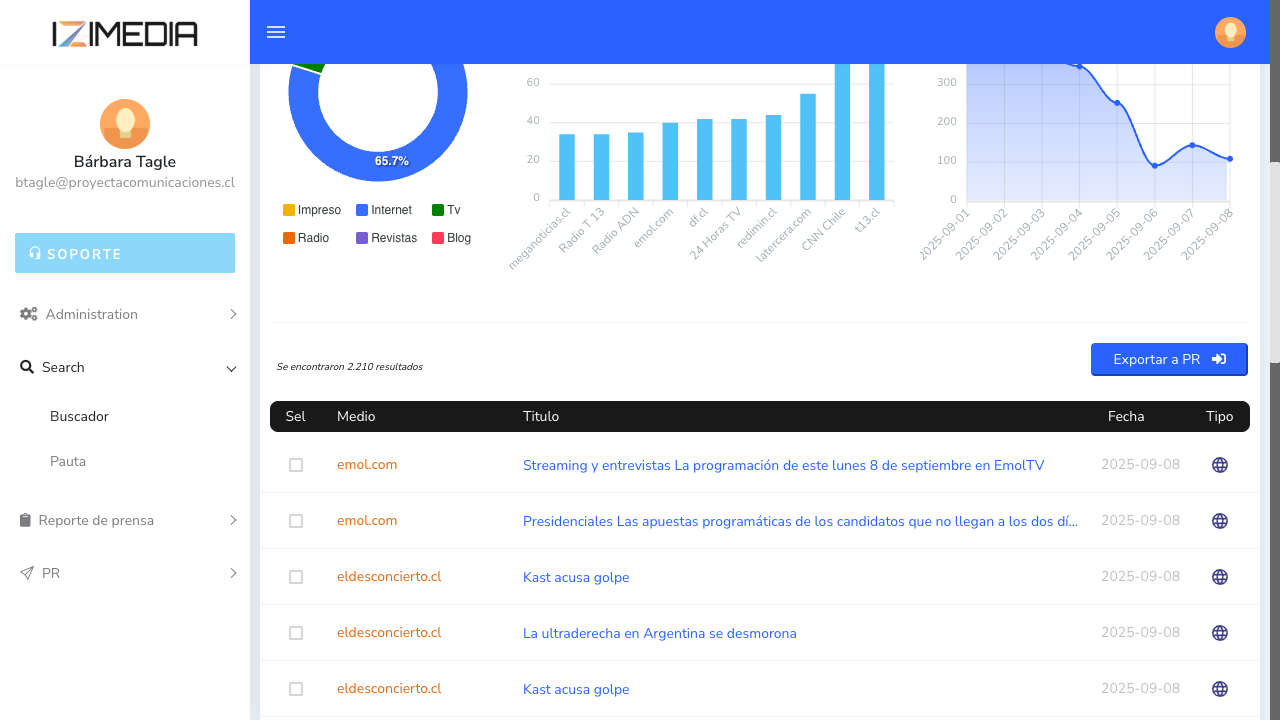 IZIMEDIA
Bárbara Tagle
btagle@proyectacomunicaciones.cl
SOPORTE
Administration
Search
Buscador
Pauta
Reporte de prensa
PR
65.7%
Impreso Internet Tv
Radio Revistas Blog
60
40
20
0
meganoticias.cl
Radio T 13
Radio ADN
emol.com
df.cl
24 Horas TV
redimin.cl
latercera.com
CNN Chile
t13.cl
300
200
100
0
2025-09-01
2025-09-02
2025-09-03
2025-09-04
2025-09-05
2025-09-06
2025-09-07
2025-09-08
Se encontraron 2.210 resultados
Exportar a PR
Sel Medio Titulo Fecha Tipo
emol.com Streaming y entrevistas La programación de este lunes 8 de septiembre en EmolTV 2025-09-08
emol.com Presidenciales Las apuestas programáticas de los candidatos que no llegan a los dos dí... 2025-09-08
eldesconcierto.cl Kast acusa golpe 2025-09-08
eldesconcierto.cl La ultraderecha en Argentina se desmorona 2025-09-08
eldesconcierto.cl Kast acusa golpe 2025-09-08